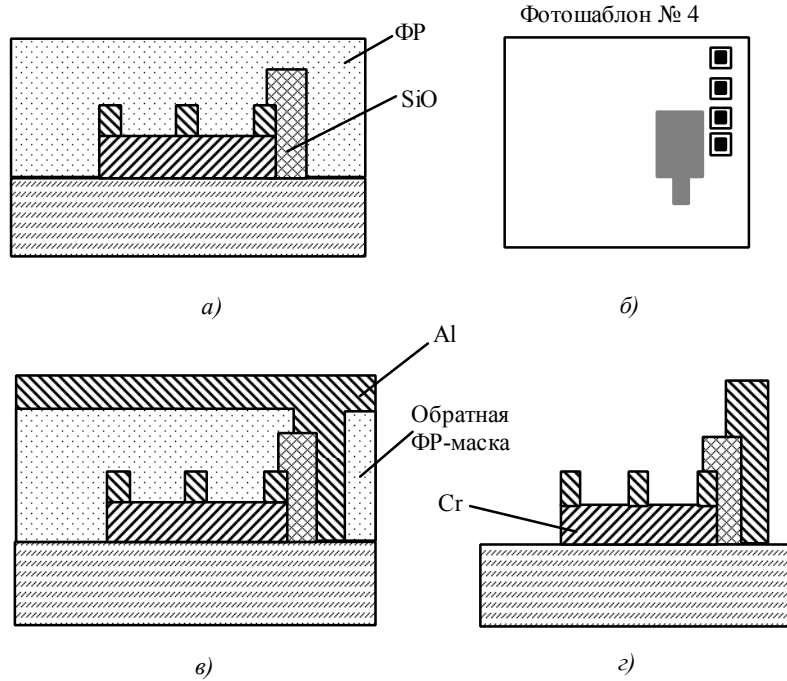 Фотошаблон № 4
ФР
SiO
а)
б)
Al
Обратная
ФР-маска
Cr
в)
г)